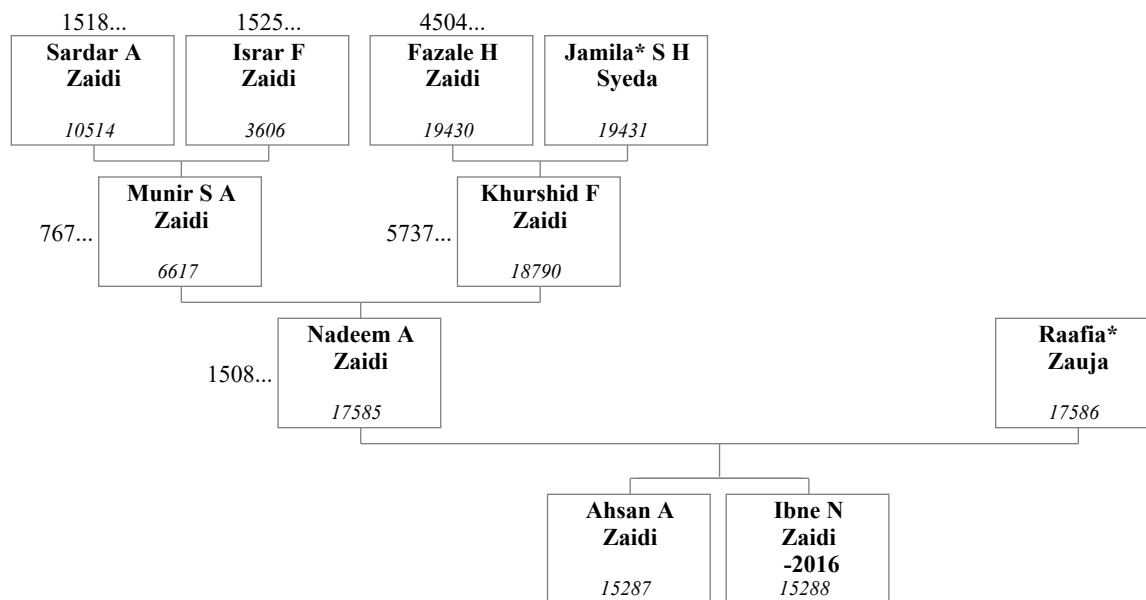 1518...
1525...
4504...
Sardar A
Zaidi
10514
Israr F
Zaidi
3606
Fazale H
Zaidi
19430
Jamila* S H
Syeda
19431
767...
Munir S A
Zaidi
6617
5737...
Khurshid F
Zaidi
18790
1508...
Nadeem A
Zaidi
17585
Raafia*
Zauja
17586
Ahsan A
Zaidi
15287
Ibne N
Zaidi
-2016
15288